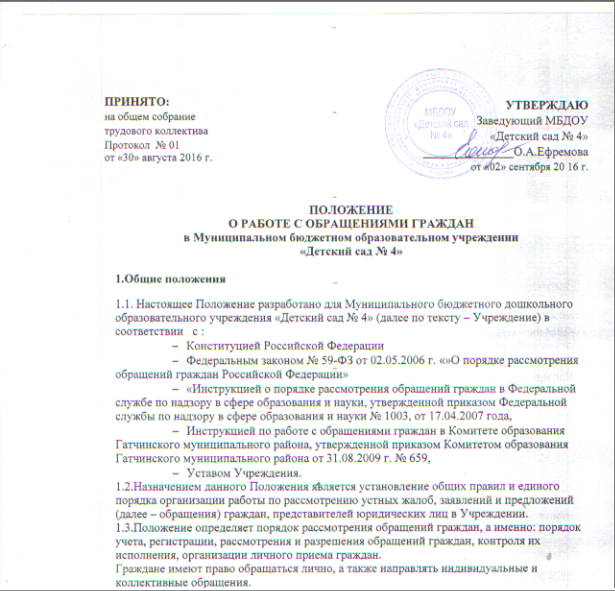 ПРИНЯТО:
на общем собрание
трудового коллектива
Протокол № 01
от «30» августа 2016 г.
МБДОУ
«Детский сад
№ 4»
УТВЕРЖДАЮ
Заведующий МБДОУ
«Детский сад № 4»
О.А.Ефремова
от «02» сентября 20 16 г.
ПОЛОЖЕНИЕ
О РАБОТЕ С ОБРАЩЕНИЯМИ ГРАЖДАН
в Муниципальном бюджетном образовательном учреждении
«Детский сад № 4»
1.Общие положения
1.1. Настоящее Положение разработано для Муниципального бюджетного дошкольного
образовательного учреждения «Детский сад № 4» (далее по тексту – Учреждение) в
соответствии с :
– Конституцией Российской Федерации
– Федеральным законом № 59-ФЗ от 02.05.2006 г. «»О порядке рассмотрения
обращений граждан Российской Федерации»
– «Инструкцией о порядке рассмотрения обращений граждан в Федеральной
службе по надзору в сфере образования и науки, утвержденной приказом Федеральной
службы по надзору в сфере образования и науки № 1003, от 17.04.2007 года,
– Инструкцией по работе с обращениями граждан в Комитете образования
Гатчинского муниципального района, утвержденной приказом Комитетом образования
Гатчинского муниципального района от 31.08.2009 г. № 659,
– Уставом Учреждения.
1.2.Назначением данного Положения является установление общих правил и единого
порядка организации работы по рассмотрению устных жалоб, заявлений и предложений
(далее – обращения) граждан, представителей юридических лиц в Учреждении.
1.3.Положение определяет порядок рассмотрения обращений граждан, а именно: порядок
учета, регистрации, рассмотрения и разрешения обращений граждан, контроля их
исполнения, организации личного приема граждан.
Граждане имеют право обращаться лично, а также направлять индивидуальные и
коллективные обращения.